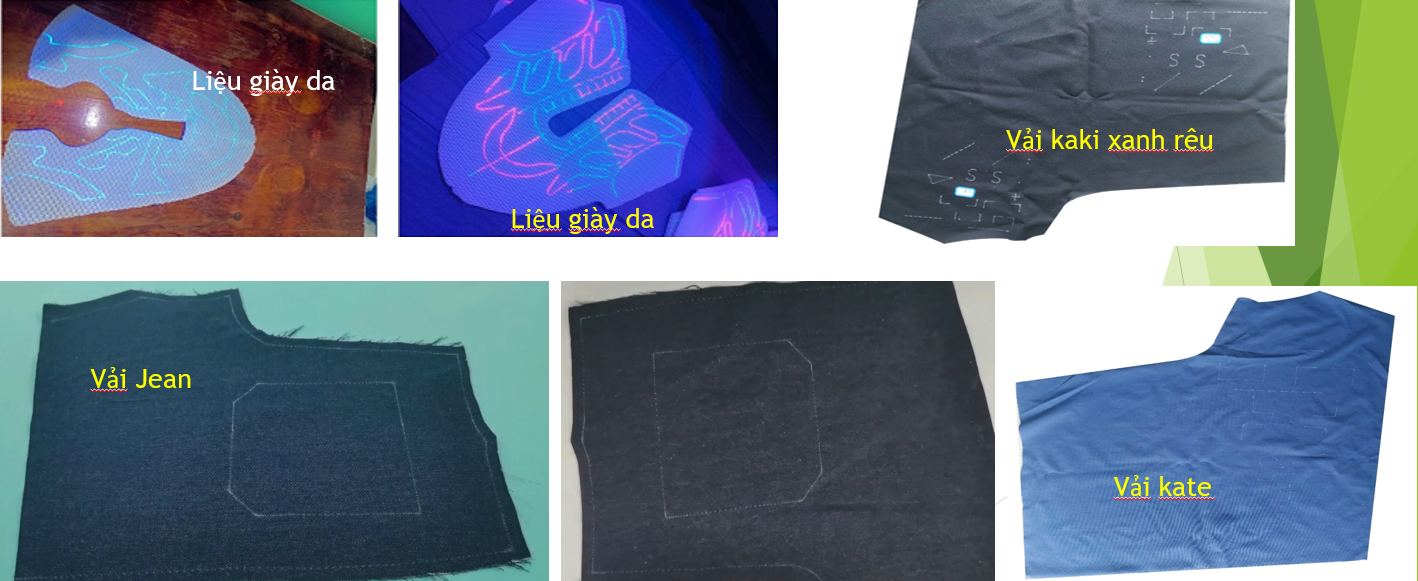 Liệu giày da
Liệu giày da
Vải kaki xanh rêu
S S
S S
Vải Jean
Vải kate